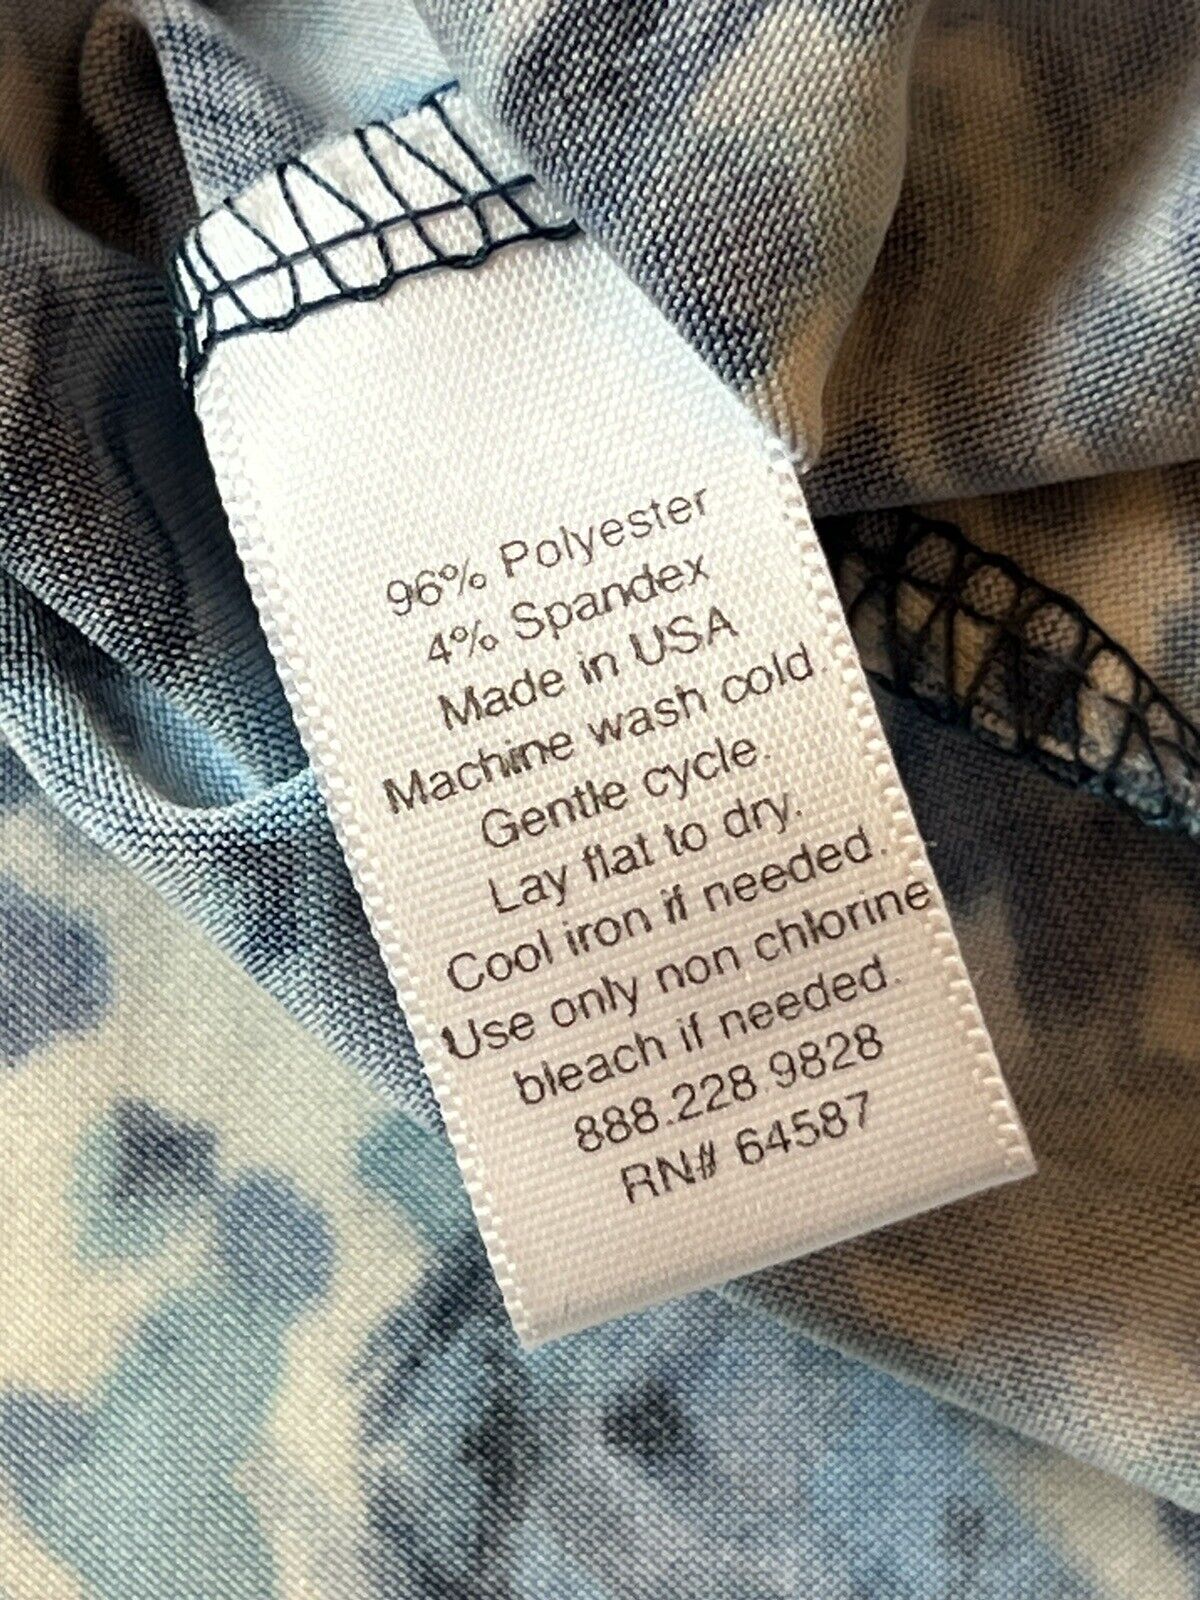 96% Polyester
4% Spandex
Made in USA
Machine wash cold.
Gentle cycle.
Lay flat to dry.
Cool iron if needed.
Use only non chlorine
bleach if needed.
888.228.9828
RN# 64587